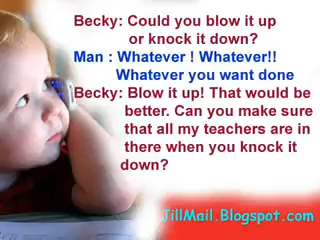 Becky: Could you blow it up
or knock it down?
Man : Whatever ! Whatever!!
Whatever you want done
Becky: Blow it up! That would be
better. Can you make sure
that all my teachers are in
there when you knock it
down?
JillMail.Blogspot.com